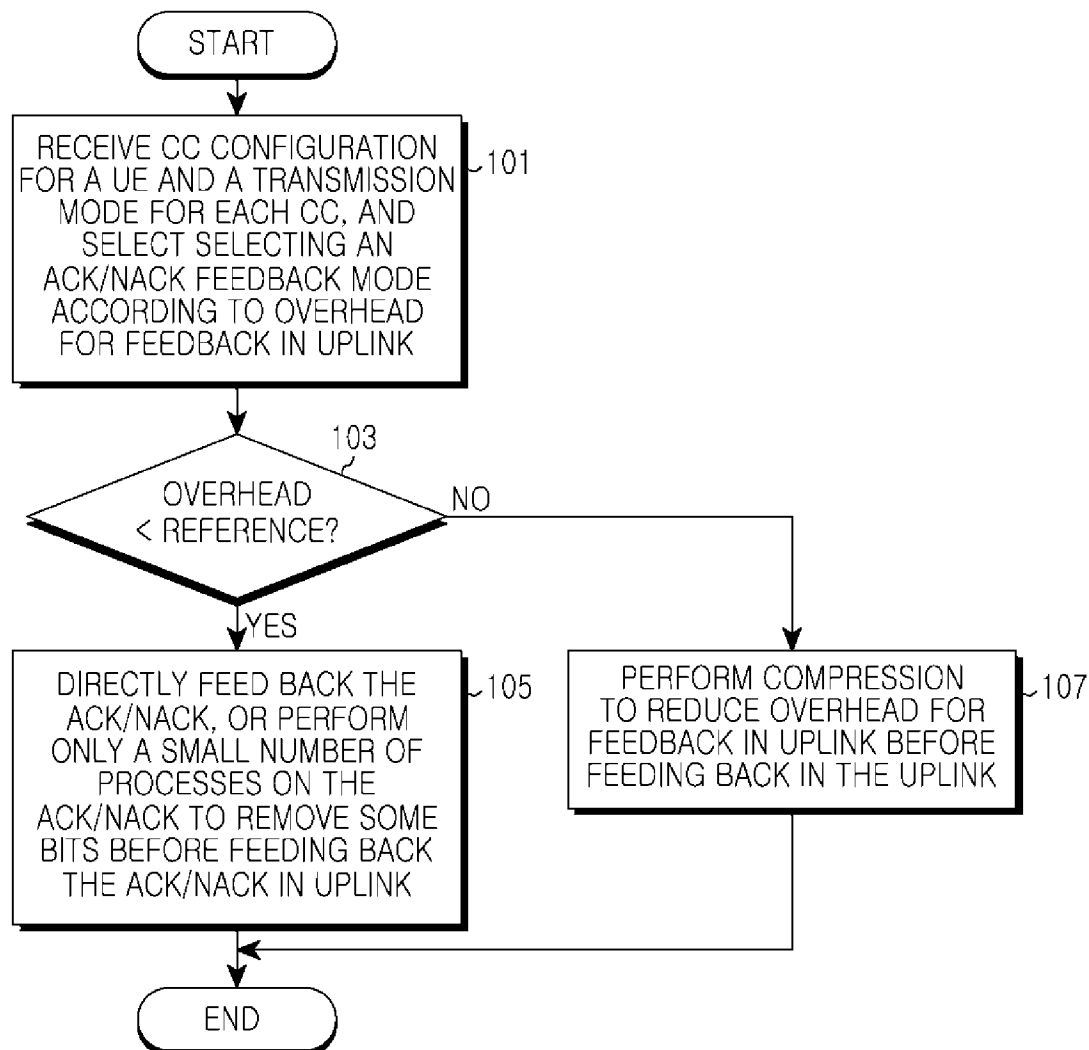 START
RECEIVE CC CONFIGURATION
FOR A UE AND A TRANSMISSION
MODE FOR EACH CC, AND
SELECT SELECTING AN
ACK/NACK FEEDBACK MODE
ACCORDING TO OVERHEAD
FOR FEEDBACK IN UPLINK
101
103
OVERHEAD
< REFERENCE?
NO
YES
DIRECTLY FEED BACK THE
ACK/NACK, OR PERFORM
ONLY A SMALL NUMBER OF
PROCESSES ON THE
ACK/NACK TO REMOVE SOME
BITS BEFORE FEEDING BACK
THE ACK/NACK IN UPLINK
105
PERFORM COMPRESSION
TO REDUCE OVERHEAD FOR
FEEDBACK IN UPLINK BEFORE
FEEDING BACK IN THE UPLINK
107
END